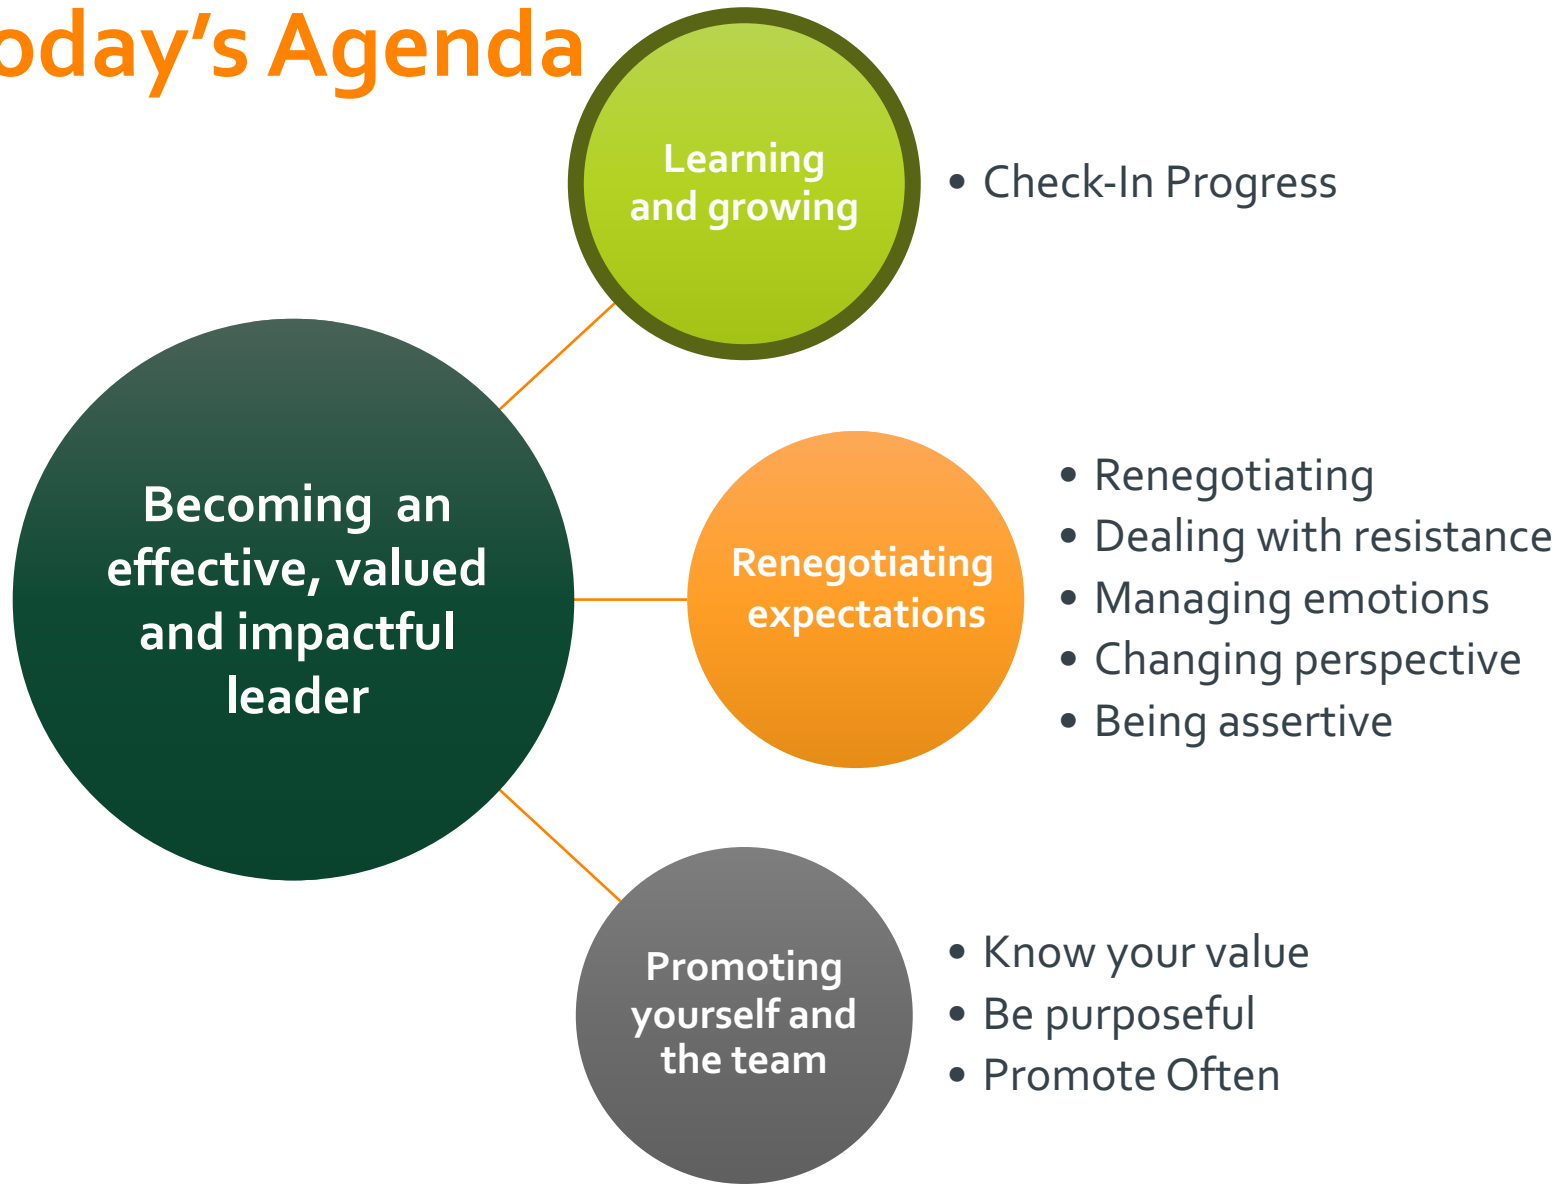 oday's Agenda
Learning
and growing
• Check-In Progress
Becoming an
effective, valued
and impactful
leader
Renegotiating
expectations
• Renegotiating
• Dealing with resistance
• Managing emotions
• Changing perspective
• Being assertive
Promoting
yourself and
the team
• Know your value
• Be purposeful
• Promote Often